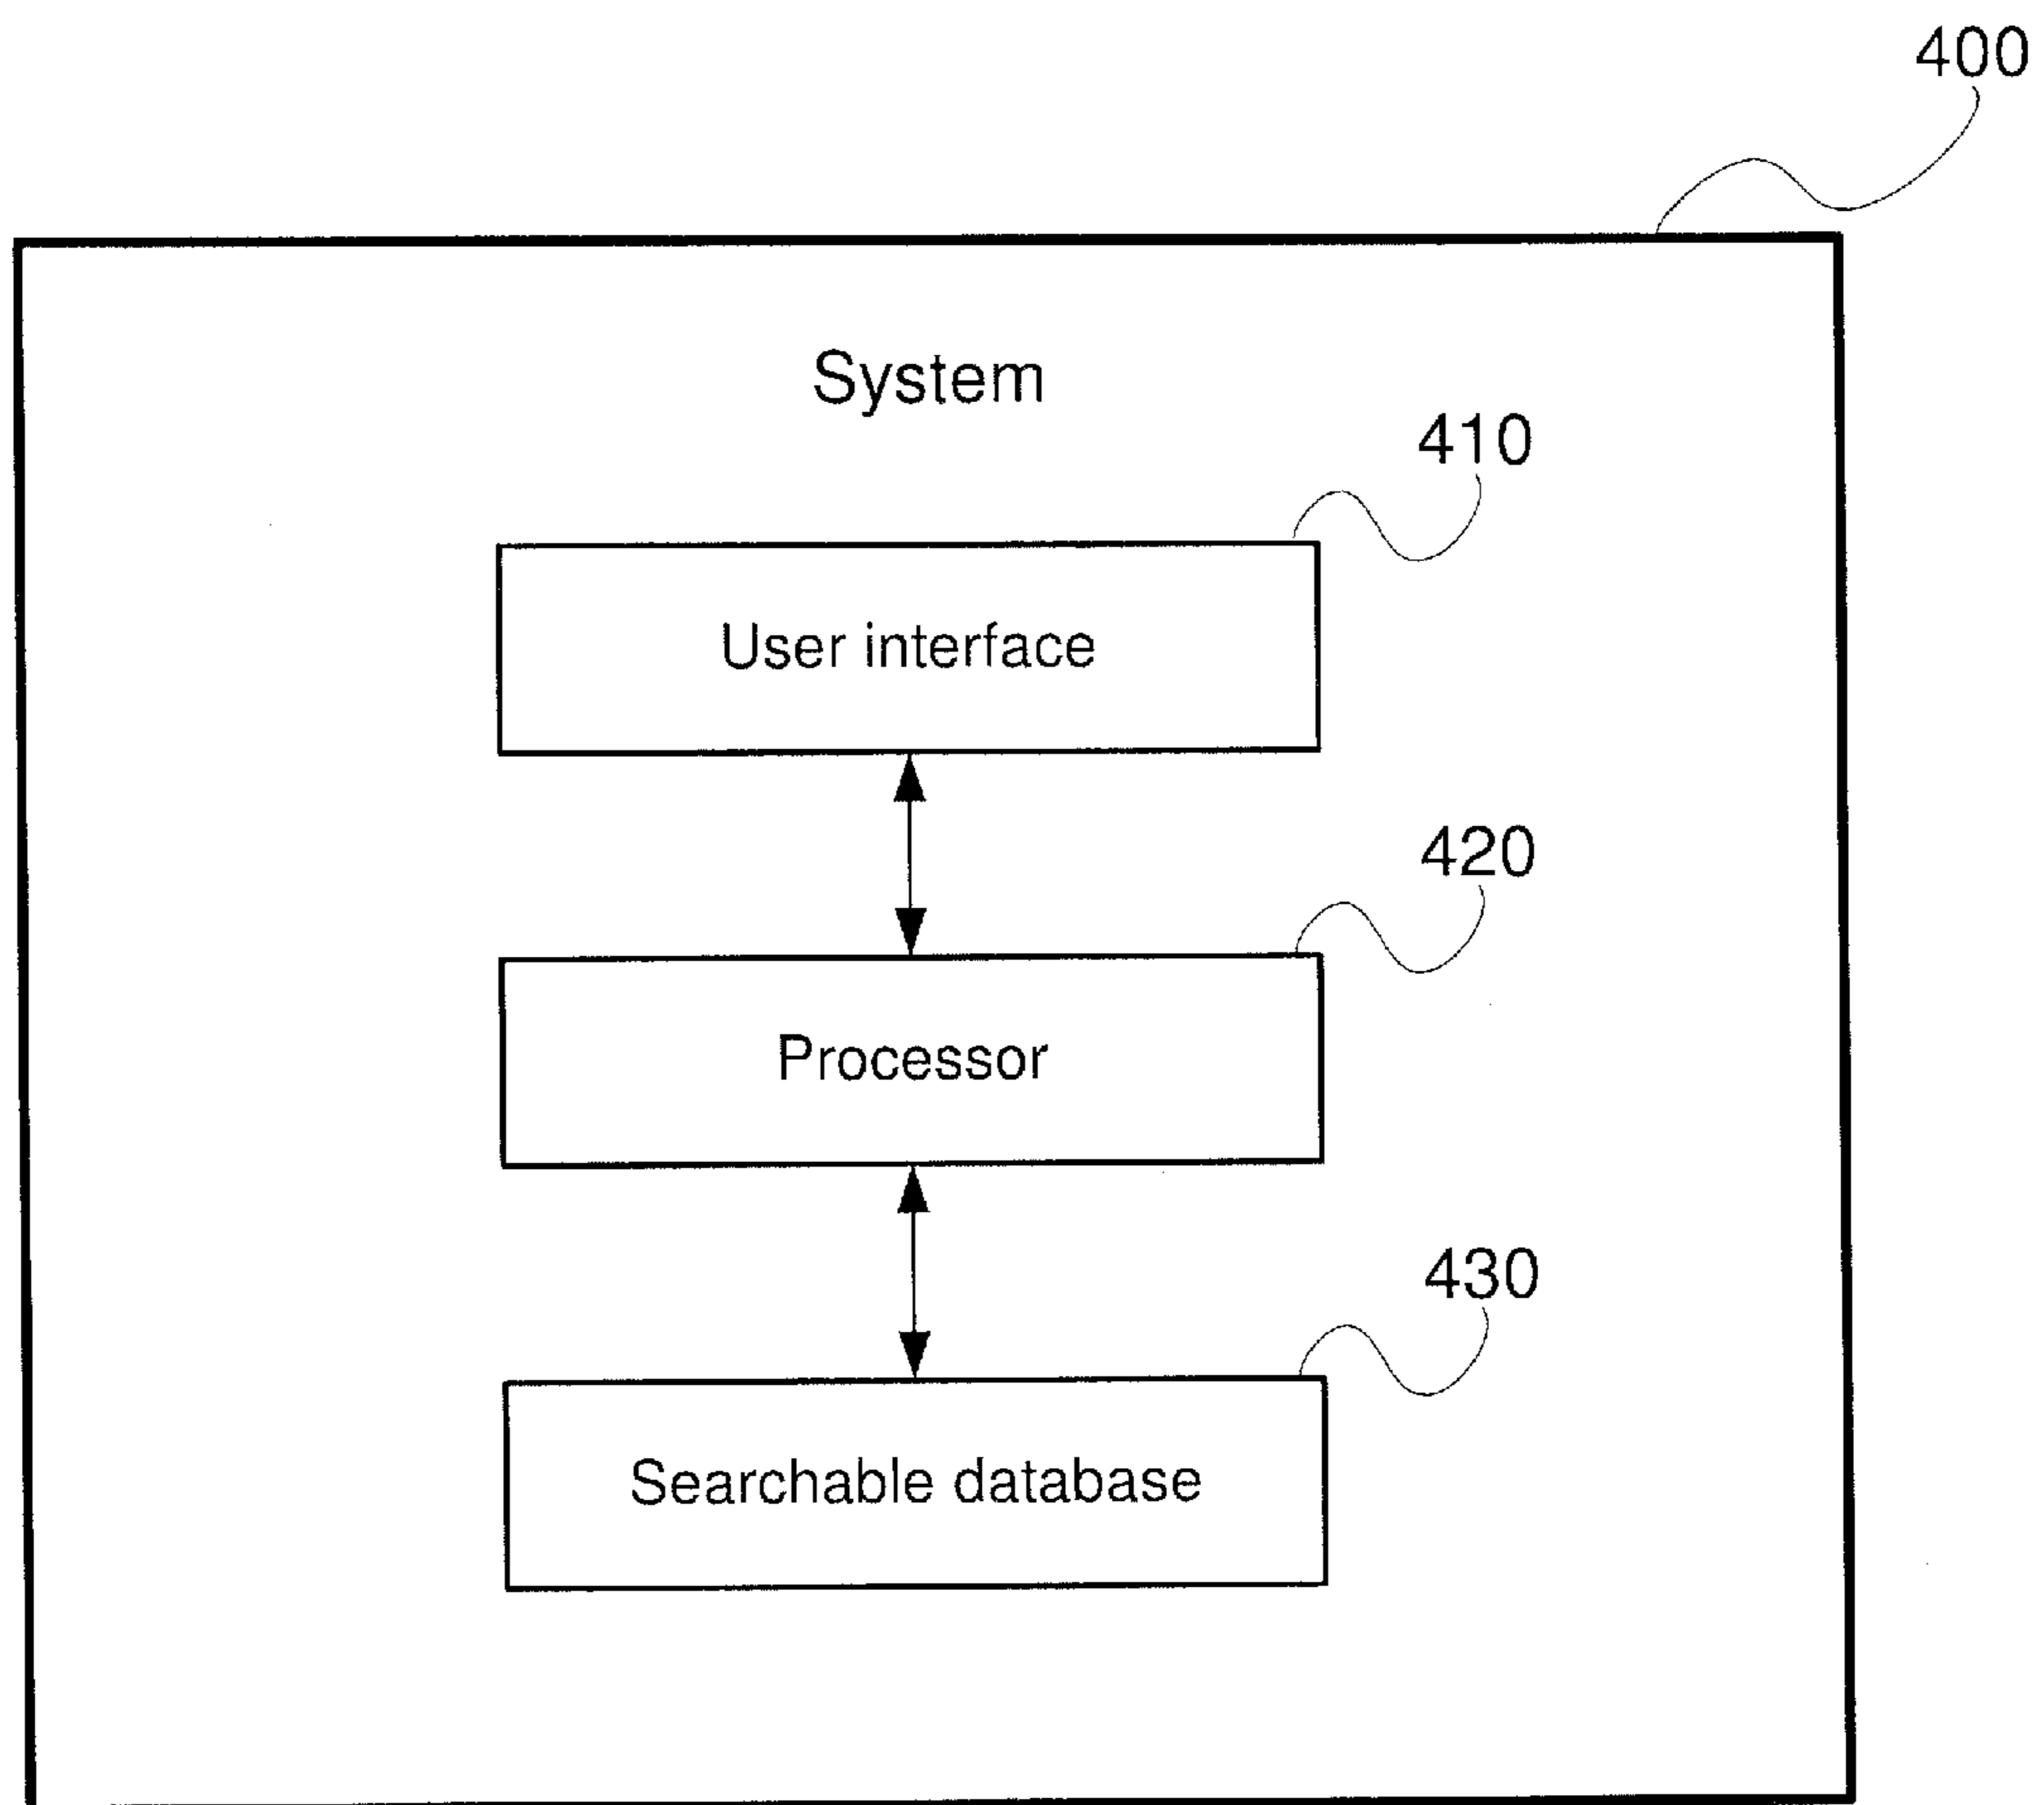 400
System
410
User interface
420
Processor
430
Searchable database